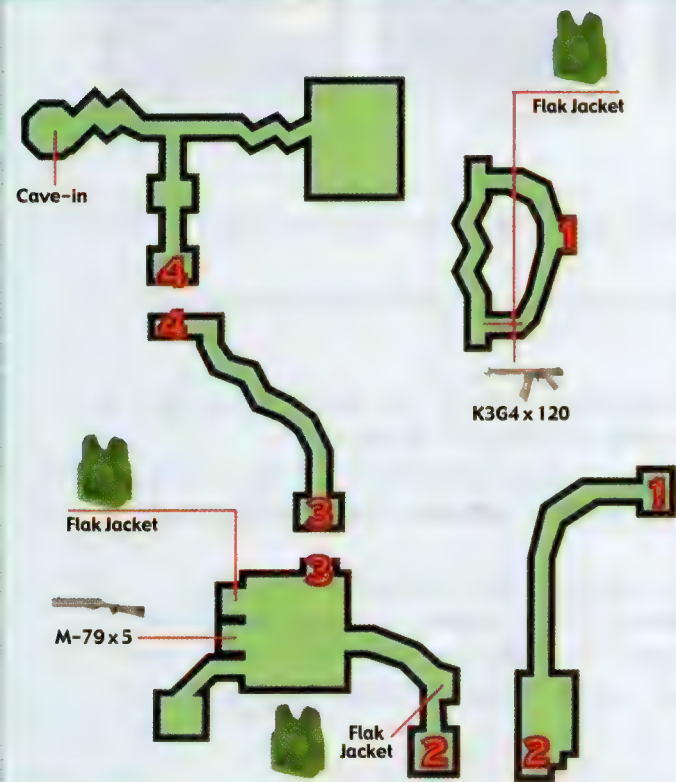 Flak Jacket
Cave-in
1
4
4
K3G4 x 120
Flak Jacket
3
1
3
M-79 x 5
Flak
Jacket
2
2